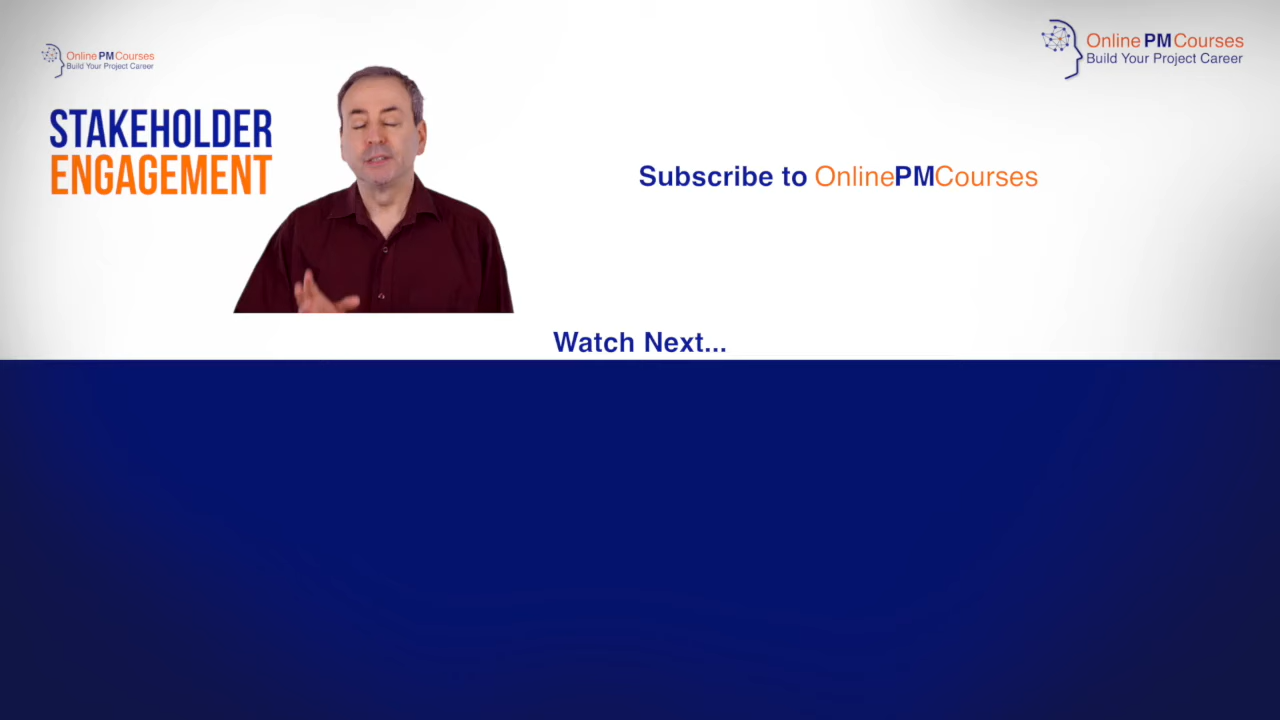 Online PM Courses
Build Your Project Career
STAKEHOLDER
ENGAGEMENT
Online PM Courses
Build Your Project Career
Subscribe to OnlinePMCourses
Watch Next...